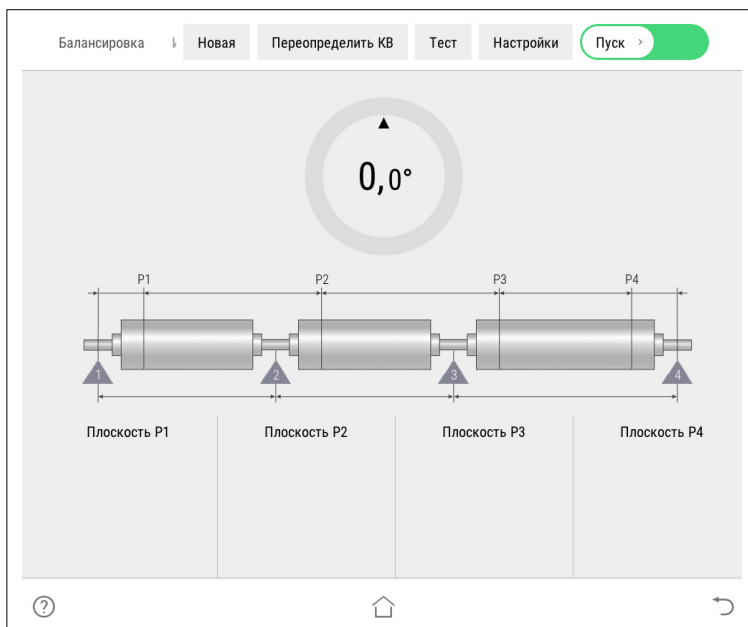 Балансировка Новая Переопределить КВ Тест Настройки Пуск
0,0°
P1 P2 P3 P4
1 2 3 4
Плоскость P1 Плоскость P2 Плоскость P3 Плоскость P4
?